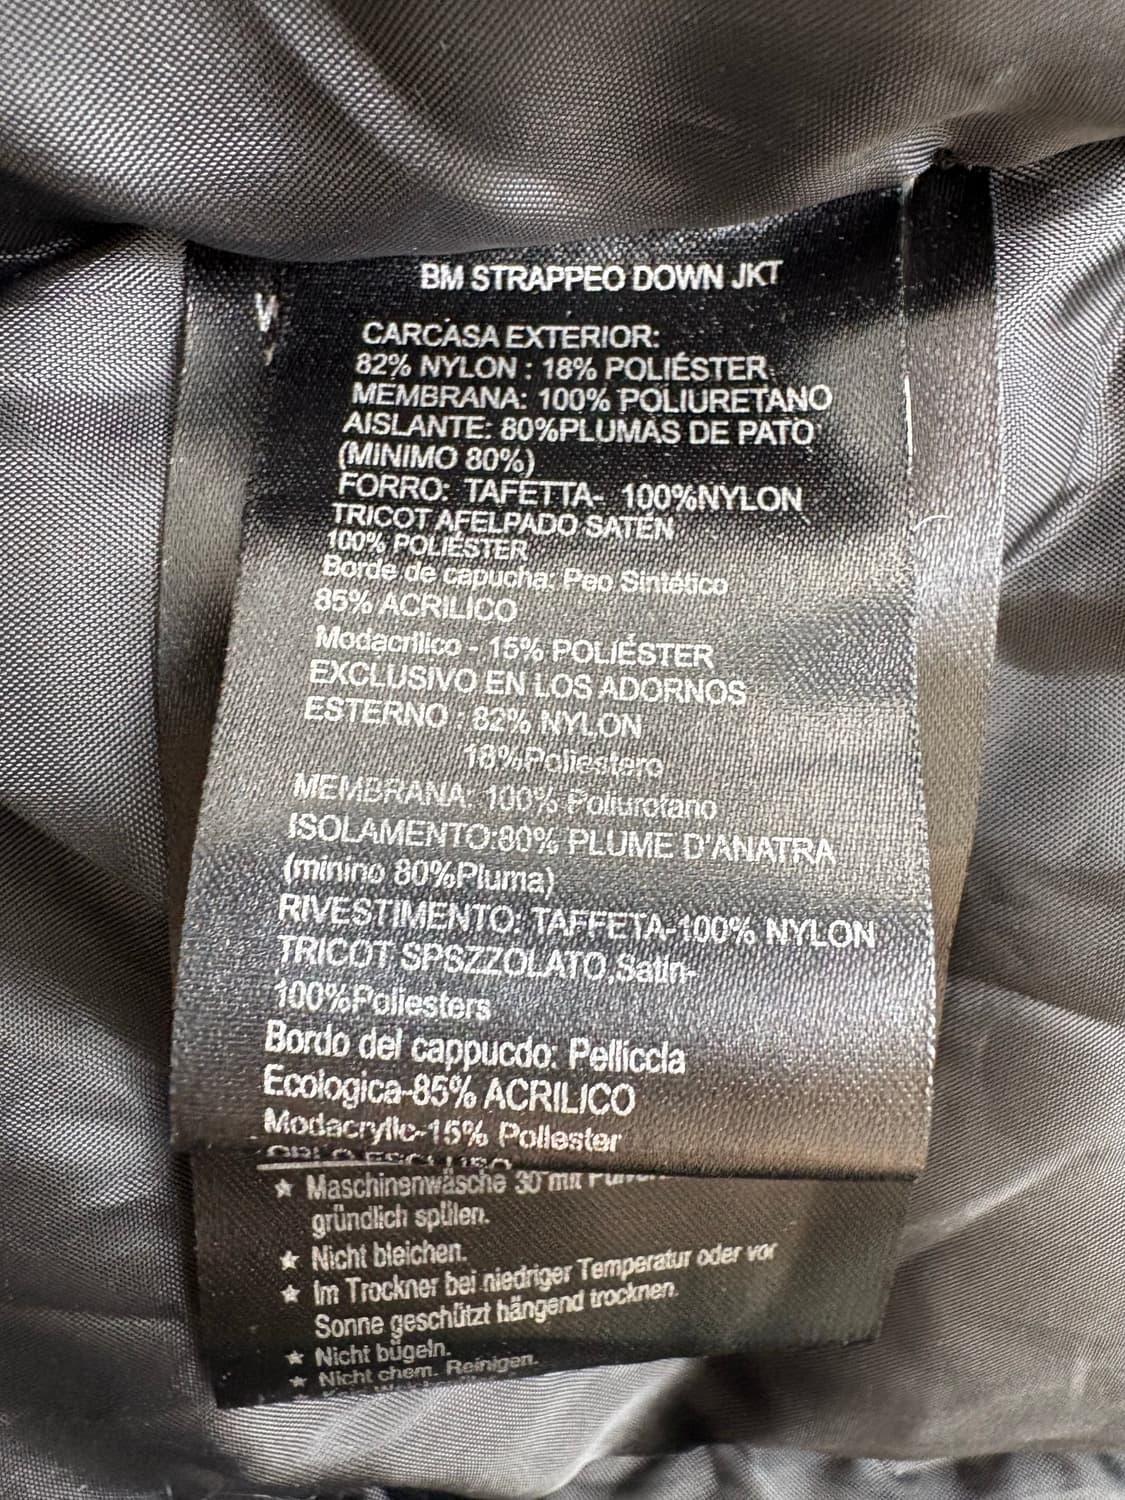 BM STRAPPEO DOWN JKT
V
CARCASA EXTERIOR:
82% NYLON : 18% POLIÉSTER
MEMBRANA: 100% POLIURETANO
AISLANTE: 80%PLUMAS DE PATO
(MINIMO 80%)
FORRO: TAFETTA- 100%NYLON
TRICOT AFELPADO SATÉN
100% POLIÉSTER
Borde de capucha: Peo Sintético
85% ACRILICO
Modacrilico - 15% POLIÉSTER
EXCLUSIVO EN LOS ADORNOS
ESTERNO : 82% NYLON
18%Poliestero
MEMBRANA: 100% Poliurotano
ISOLAMENTO:80% PLUME D'ANATRA
(minino 80%Piuma)
RIVESTIMENTO: TAFFETA-100% NYLON
TRICOT SPSZZOLATO,Satin-
100%Poliesters
Bordo del cappucdo: Pelliccia
Ecologica-85% ACRILICO
Modacrylic-15% Poliester
Maschinenwäsche 30 mit
gründlich spülen.
Nicht bleichen.
Im Trockner bei niedriger Temperatur oder vor
Sonne geschützt hängend trocknen.
Nicht bügeln.
Nicht chem. Reinigen.